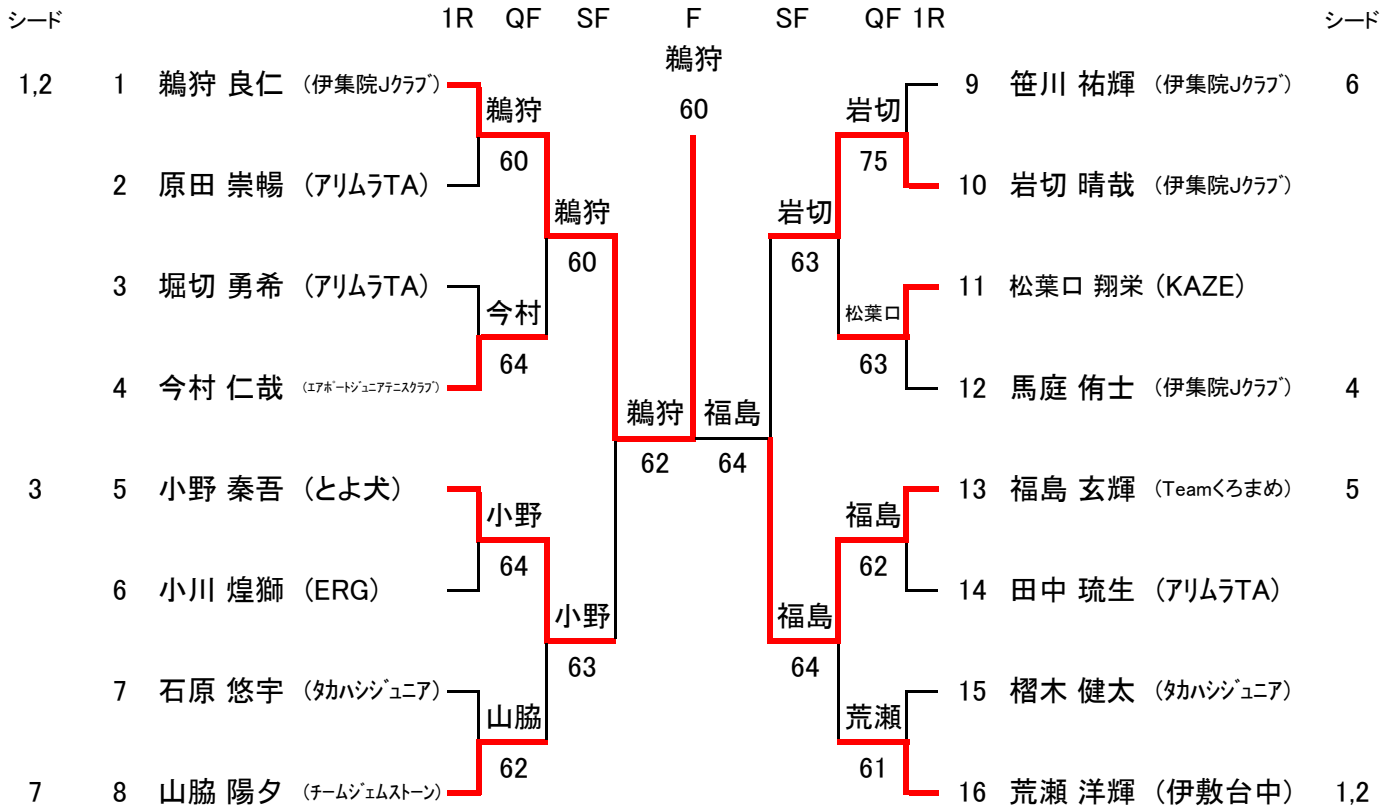 シード 1R QF SF F SF QF 1R シード
鵜狩
1,2 1 鵜狩 良仁 (伊集院Jクラブ) 9 笹川 祐輝 (伊集院Jクラブ) 6
鵜狩 60 岩切
60 75
2 原田 崇暢 (アリムラTA) 10 岩切 晴哉 (伊集院Jクラブ)
鵜狩 岩切
60 63
3 堀切 勇希 (アリムラTA) 11 松葉口 翔栄 (KAZE)
今村 松葉口
64 63
4 今村 仁哉 (エアポートジュニアテニスクラブ) 12 馬庭 侑士 (伊集院Jクラブ) 4
鵜狩 福島
62 64
3 5 小野 秦吾 (とよ犬) 13 福島 玄輝 (Teamくろまめ) 5
小野 福島
64 62
6 小川 煌獅 (ERG) 14 田中 琉生 (アリムラTA)
小野 福島
63 64
7 石原 悠宇 (タカハシジュニア) 15 榴木 健太 (タカハシジュニア)
山脇 荒瀬
62 61
7 8 山脇 陽夕 (チームジェムストーン) 16 荒瀬 洋輝 (伊敷台中) 1,2